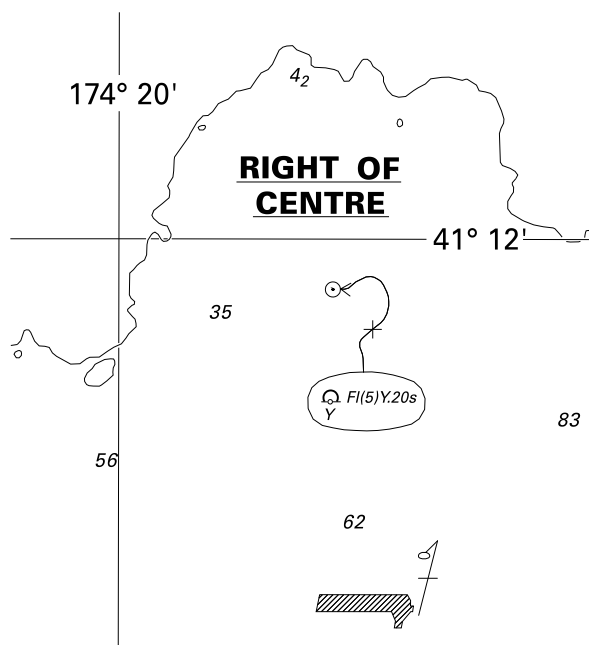 4₂
174° 20'
RIGHT OF
CENTRE
41° 12'
35
Fl(5)Y.20s
Y
83
56
62